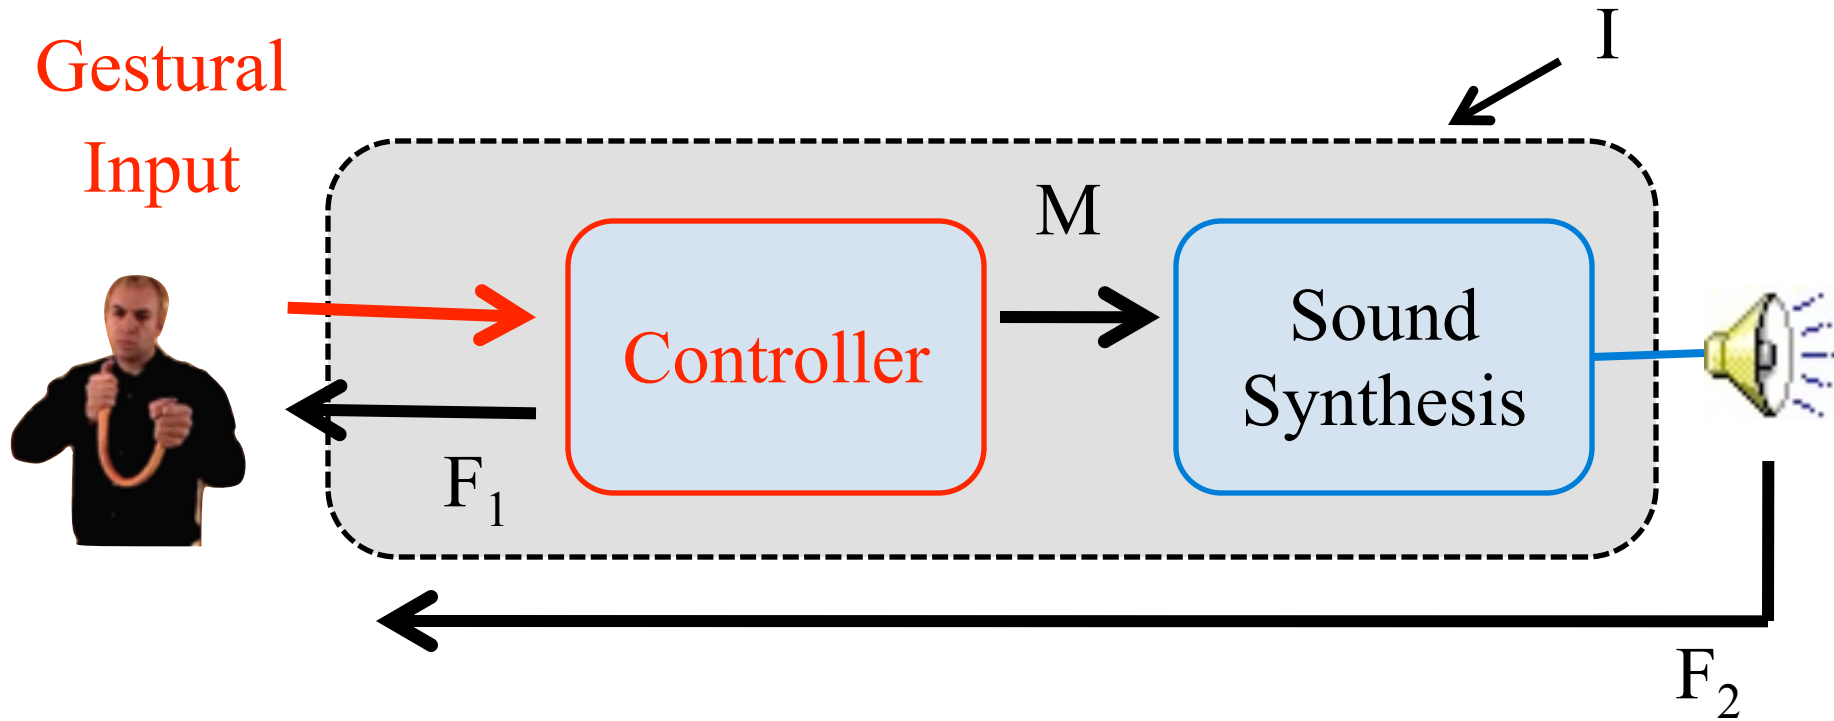 Gestural
Input
I
M
Controller
Sound
Synthesis
F₁
F₂